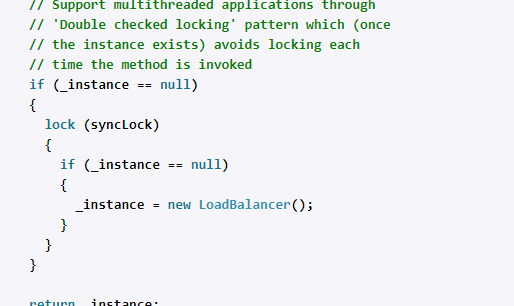 // Support multithreaded applications through
// 'Double checked locking' pattern which (once
// the instance exists) avoids locking each
// time the method is invoked
if (_instance == null)
{
lock (syncLock)
{
if (_instance == null)
{
_instance = new LoadBalancer();
}
}
}
return _instance;